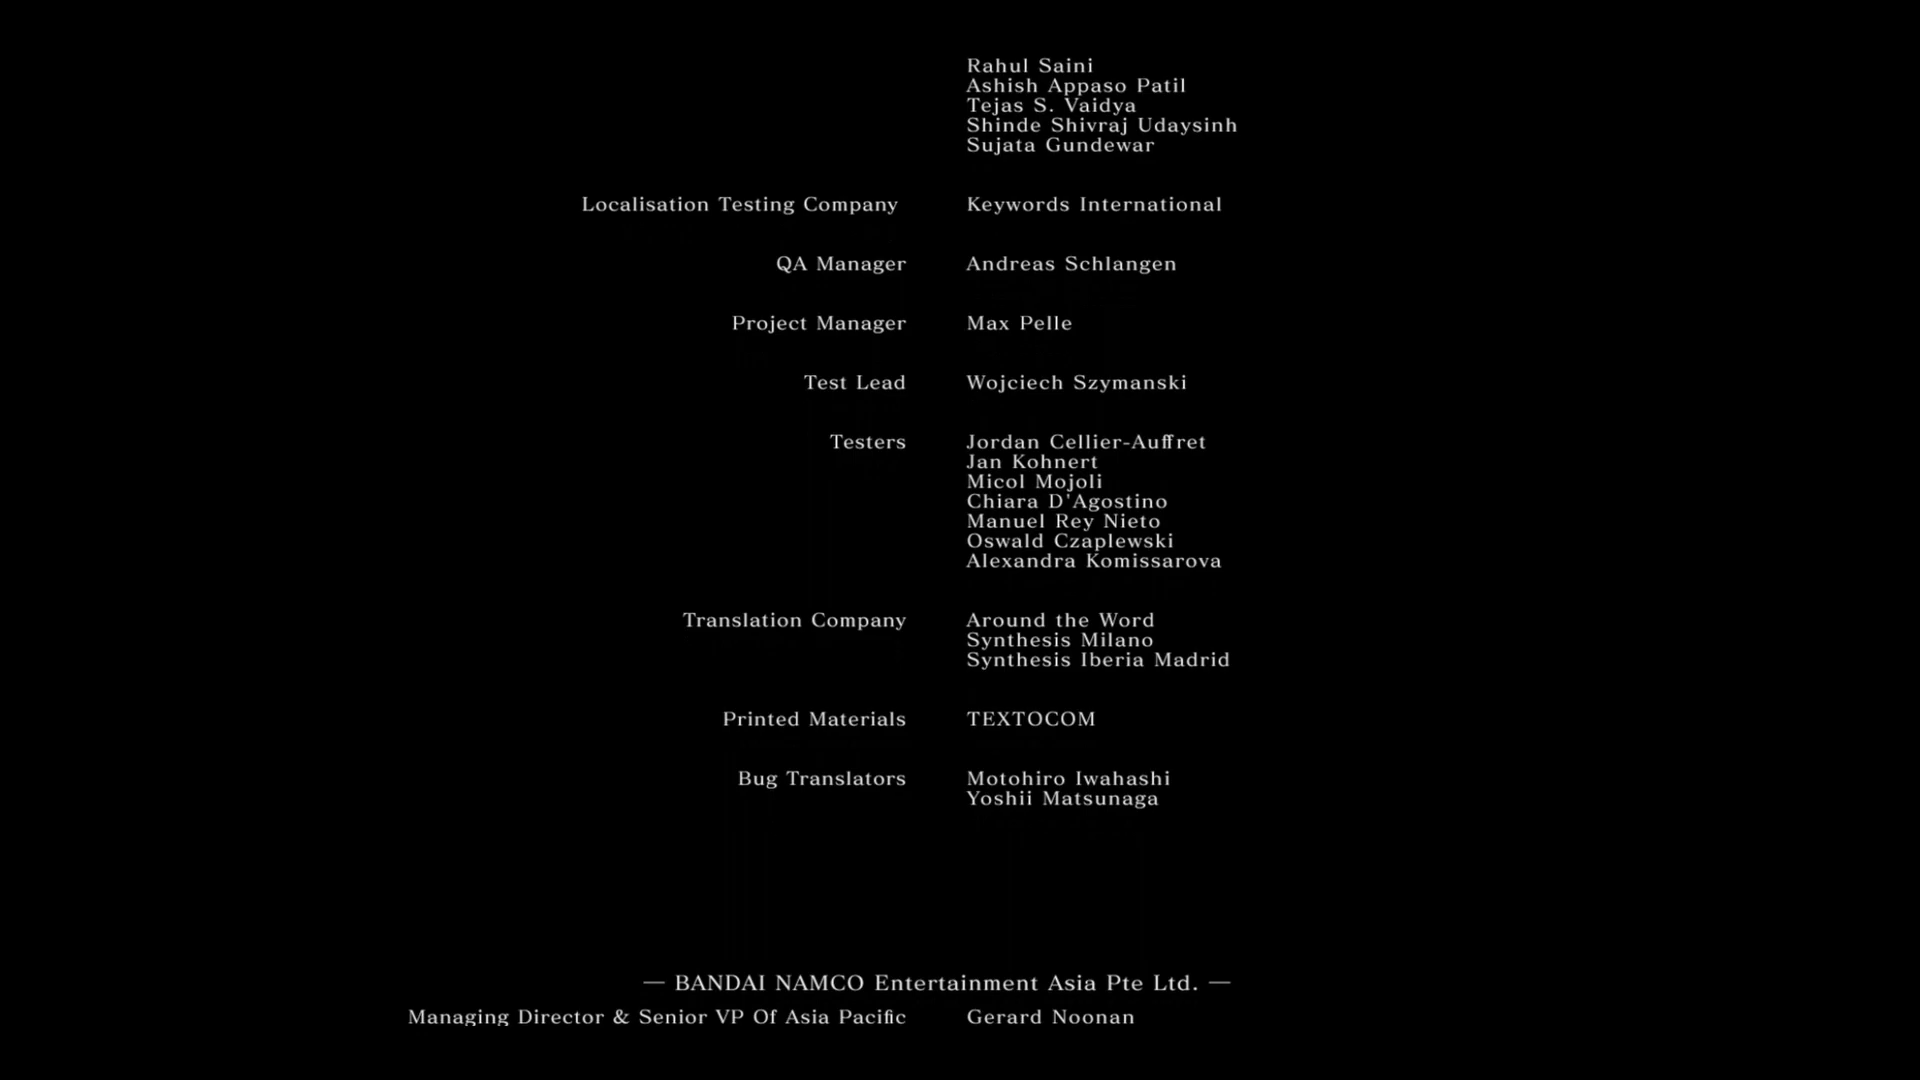 Rahul Saini
Ashish Appaso Patil
Tejas S. Vaidya
Shinde Shivraj Udaysinh
Sujata Gundewar
Localisation Testing Company Keywords International
QA Manager Andreas Schlangen
Project Manager Max Pelle
Test Lead Wojciech Szymanski
Testers Jordan Cellier-Auffret
Jan Kohnert
Micol Mojoli
Chiara D'Agostino
Manuel Rey Nieto
Oswald Czaplewski
Alexandra Komissarova
Translation Company Around the Word
Synthesis Milano
Synthesis Iberia Madrid
Printed Materials TEXTOCOM
Bug Translators Motohiro Iwahashi
Yoshii Matsunaga
— BANDAI NAMCO Entertainment Asia Pte Ltd. —
Managing Director & Senior VP Of Asia Pacific Gerard Noonan